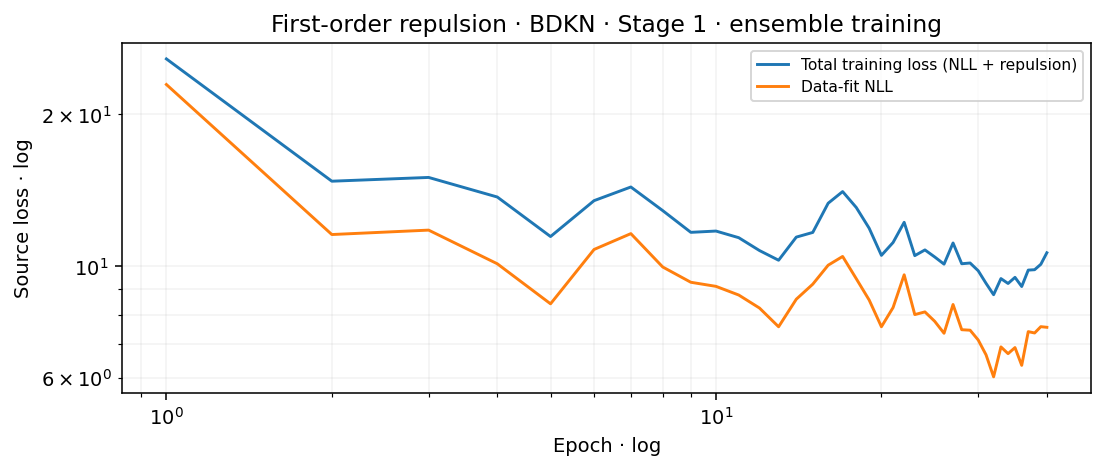 First-order repulsion · BDKN · Stage 1 · ensemble training
Total training loss (NLL + repulsion)
Data-fit NLL
Source loss · log
2 × 10¹
10¹
6 × 10⁰
10⁰
10¹
Epoch · log